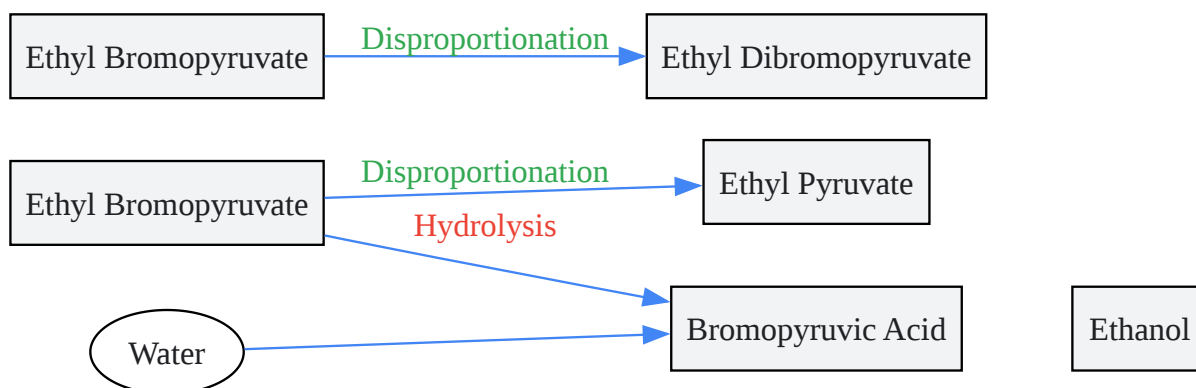 Ethyl Bromopyruvate
Disproportionation
Ethyl Dibromopyruvate
Ethyl Bromopyruvate
Disproportionation
Ethyl Pyruvate
Hydrolysis
Water
Bromopyruvic Acid
Ethanol